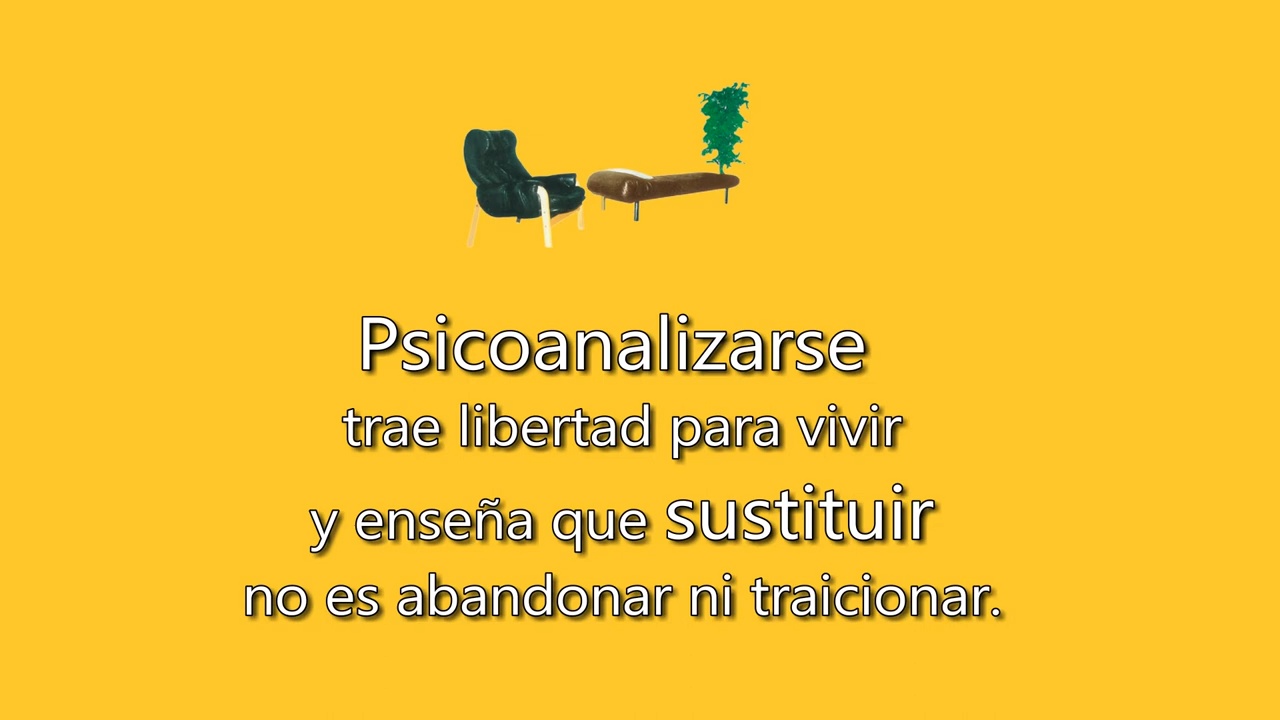 Psicoanalizarse
trae libertad para vivir
y enseña que sustituir
no es abandonar ni traicionar.